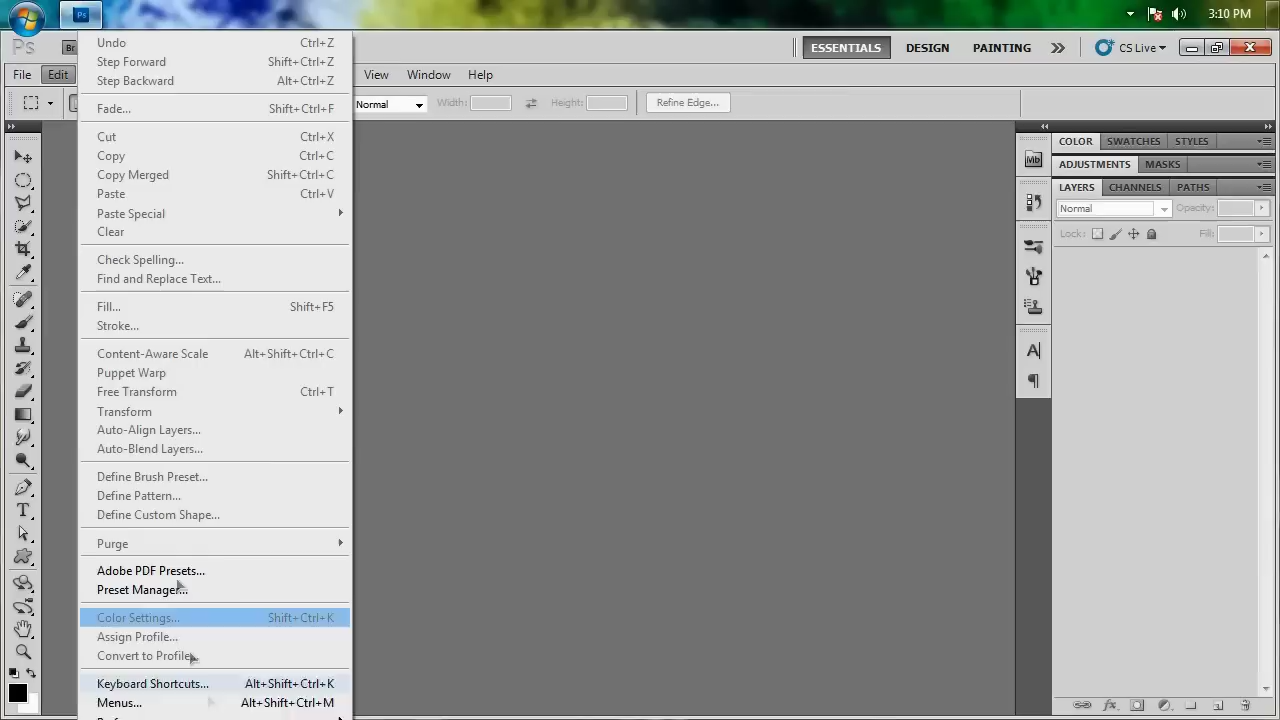 Ps
3:10 PM
Ps
Br
ESSENTIALS
DESIGN
PAINTING
CS Live
File
Edit
View
Window
Help
Normal
Width:
Height:
Refine Edge...
Undo Ctrl+Z
Step Forward Shift+Ctrl+Z
Step Backward Alt+Ctrl+Z
Fade... Shift+Ctrl+F
Cut Ctrl+X
Copy Ctrl+C
Copy Merged Shift+Ctrl+C
Paste Ctrl+V
Paste Special
Clear
Check Spelling...
Find and Replace Text...
Fill... Shift+F5
Stroke...
Content-Aware Scale Alt+Shift+Ctrl+C
Puppet Warp
Free Transform Ctrl+T
Transform
Auto-Align Layers...
Auto-Blend Layers...
Define Brush Preset...
Define Pattern...
Define Custom Shape...
Purge
Adobe PDF Presets...
Preset Manager...
Color Settings... Shift+Ctrl+K
Assign Profile...
Convert to Profile
Keyboard Shortcuts... Alt+Shift+Ctrl+K
Menus... Alt+Shift+Ctrl+M
COLOR SWATCHES STYLES
ADJUSTMENTS MASKS
LAYERS CHANNELS PATHS
Normal Opacity:
Lock: Fill:
Mb